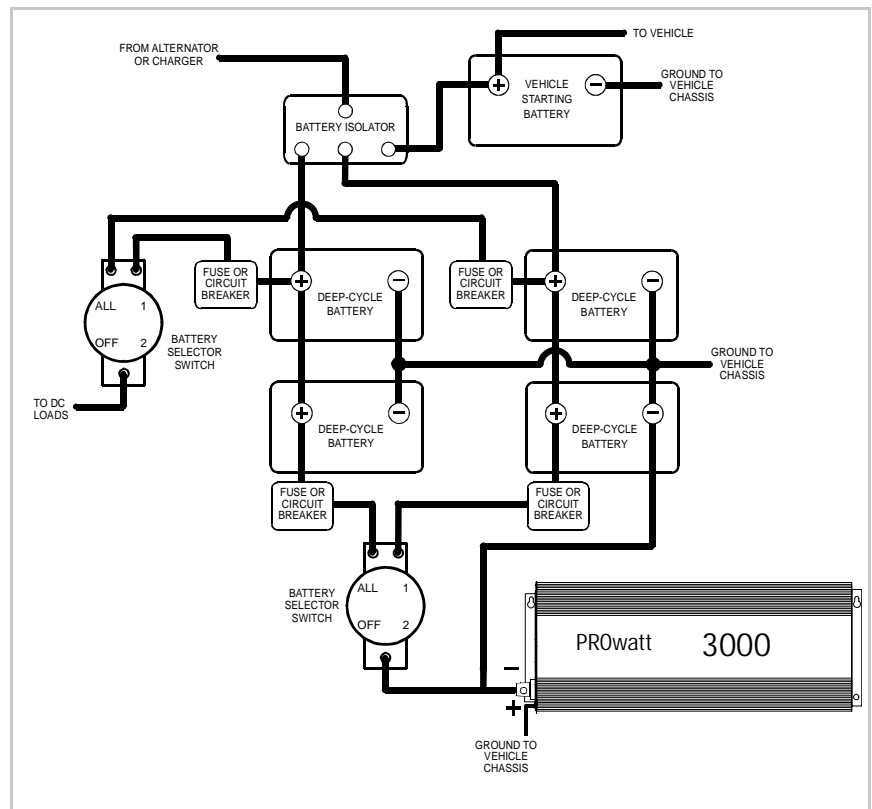 TO VEHICLE
FROM ALTERNATOR
OR CHARGER
+
VEHICLE
STARTING
BATTERY
−
GROUND TO
VEHICLE
CHASSIS
BATTERY ISOLATOR
FUSE OR
CIRCUIT
BREAKER
+
−
DEEP-CYCLE
BATTERY
FUSE OR
CIRCUIT
BREAKER
+
−
DEEP-CYCLE
BATTERY
ALL 1
OFF 2
BATTERY
SELECTOR
SWITCH
GROUND TO
VEHICLE
CHASSIS
TO DC
LOADS
+
−
DEEP-CYCLE
BATTERY
+
−
DEEP-CYCLE
BATTERY
FUSE OR
CIRCUIT
BREAKER
FUSE OR
CIRCUIT
BREAKER
BATTERY
SELECTOR
SWITCH
ALL 1
OFF 2
PROwatt 3000
−
+
GROUND TO
VEHICLE
CHASSIS